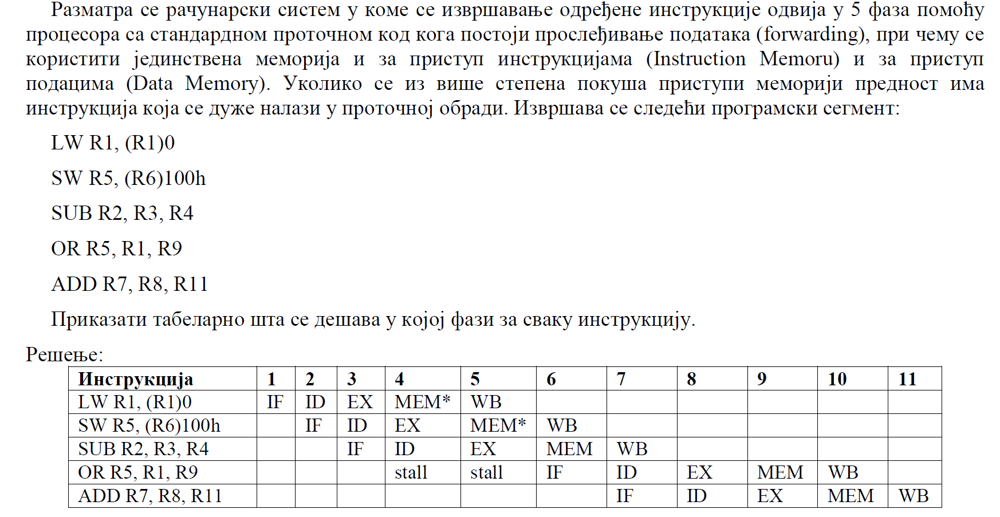 Разматра се рачунарски систем у коме се извршавање одређене инструкције одвија у 5 фаза помоћу
процесора са стандардном проточном код кога постоји прослеђивање података (forwarding), при чему се
користити јединствена меморија и за приступ инструкцијама (Instruction Memoru) и за приступ
подацима (Data Memory). Уколико се из више степена покуша приступи меморији предност има
инструкција која се дуже налази у проточној обради. Извршава се следећи програмски сегмент:
LW R1, (R1)0
SW R5, (R6)100h
SUB R2, R3, R4
OR R5, R1, R9
ADD R7, R8, R11
Приказати табеларно шта се дешава у којој фази за сваку инструкцију.
Решење:
Инструкција 1 2 3 4 5 6 7 8 9 10 11
LW R1, (R1)0 IF ID EX MEM* WB
SW R5, (R6)100h IF ID EX MEM* WB
SUB R2, R3, R4 IF ID EX MEM WB
OR R5, R1, R9 stall stall IF ID EX MEM WB
ADD R7, R8, R11 IF ID EX MEM WB